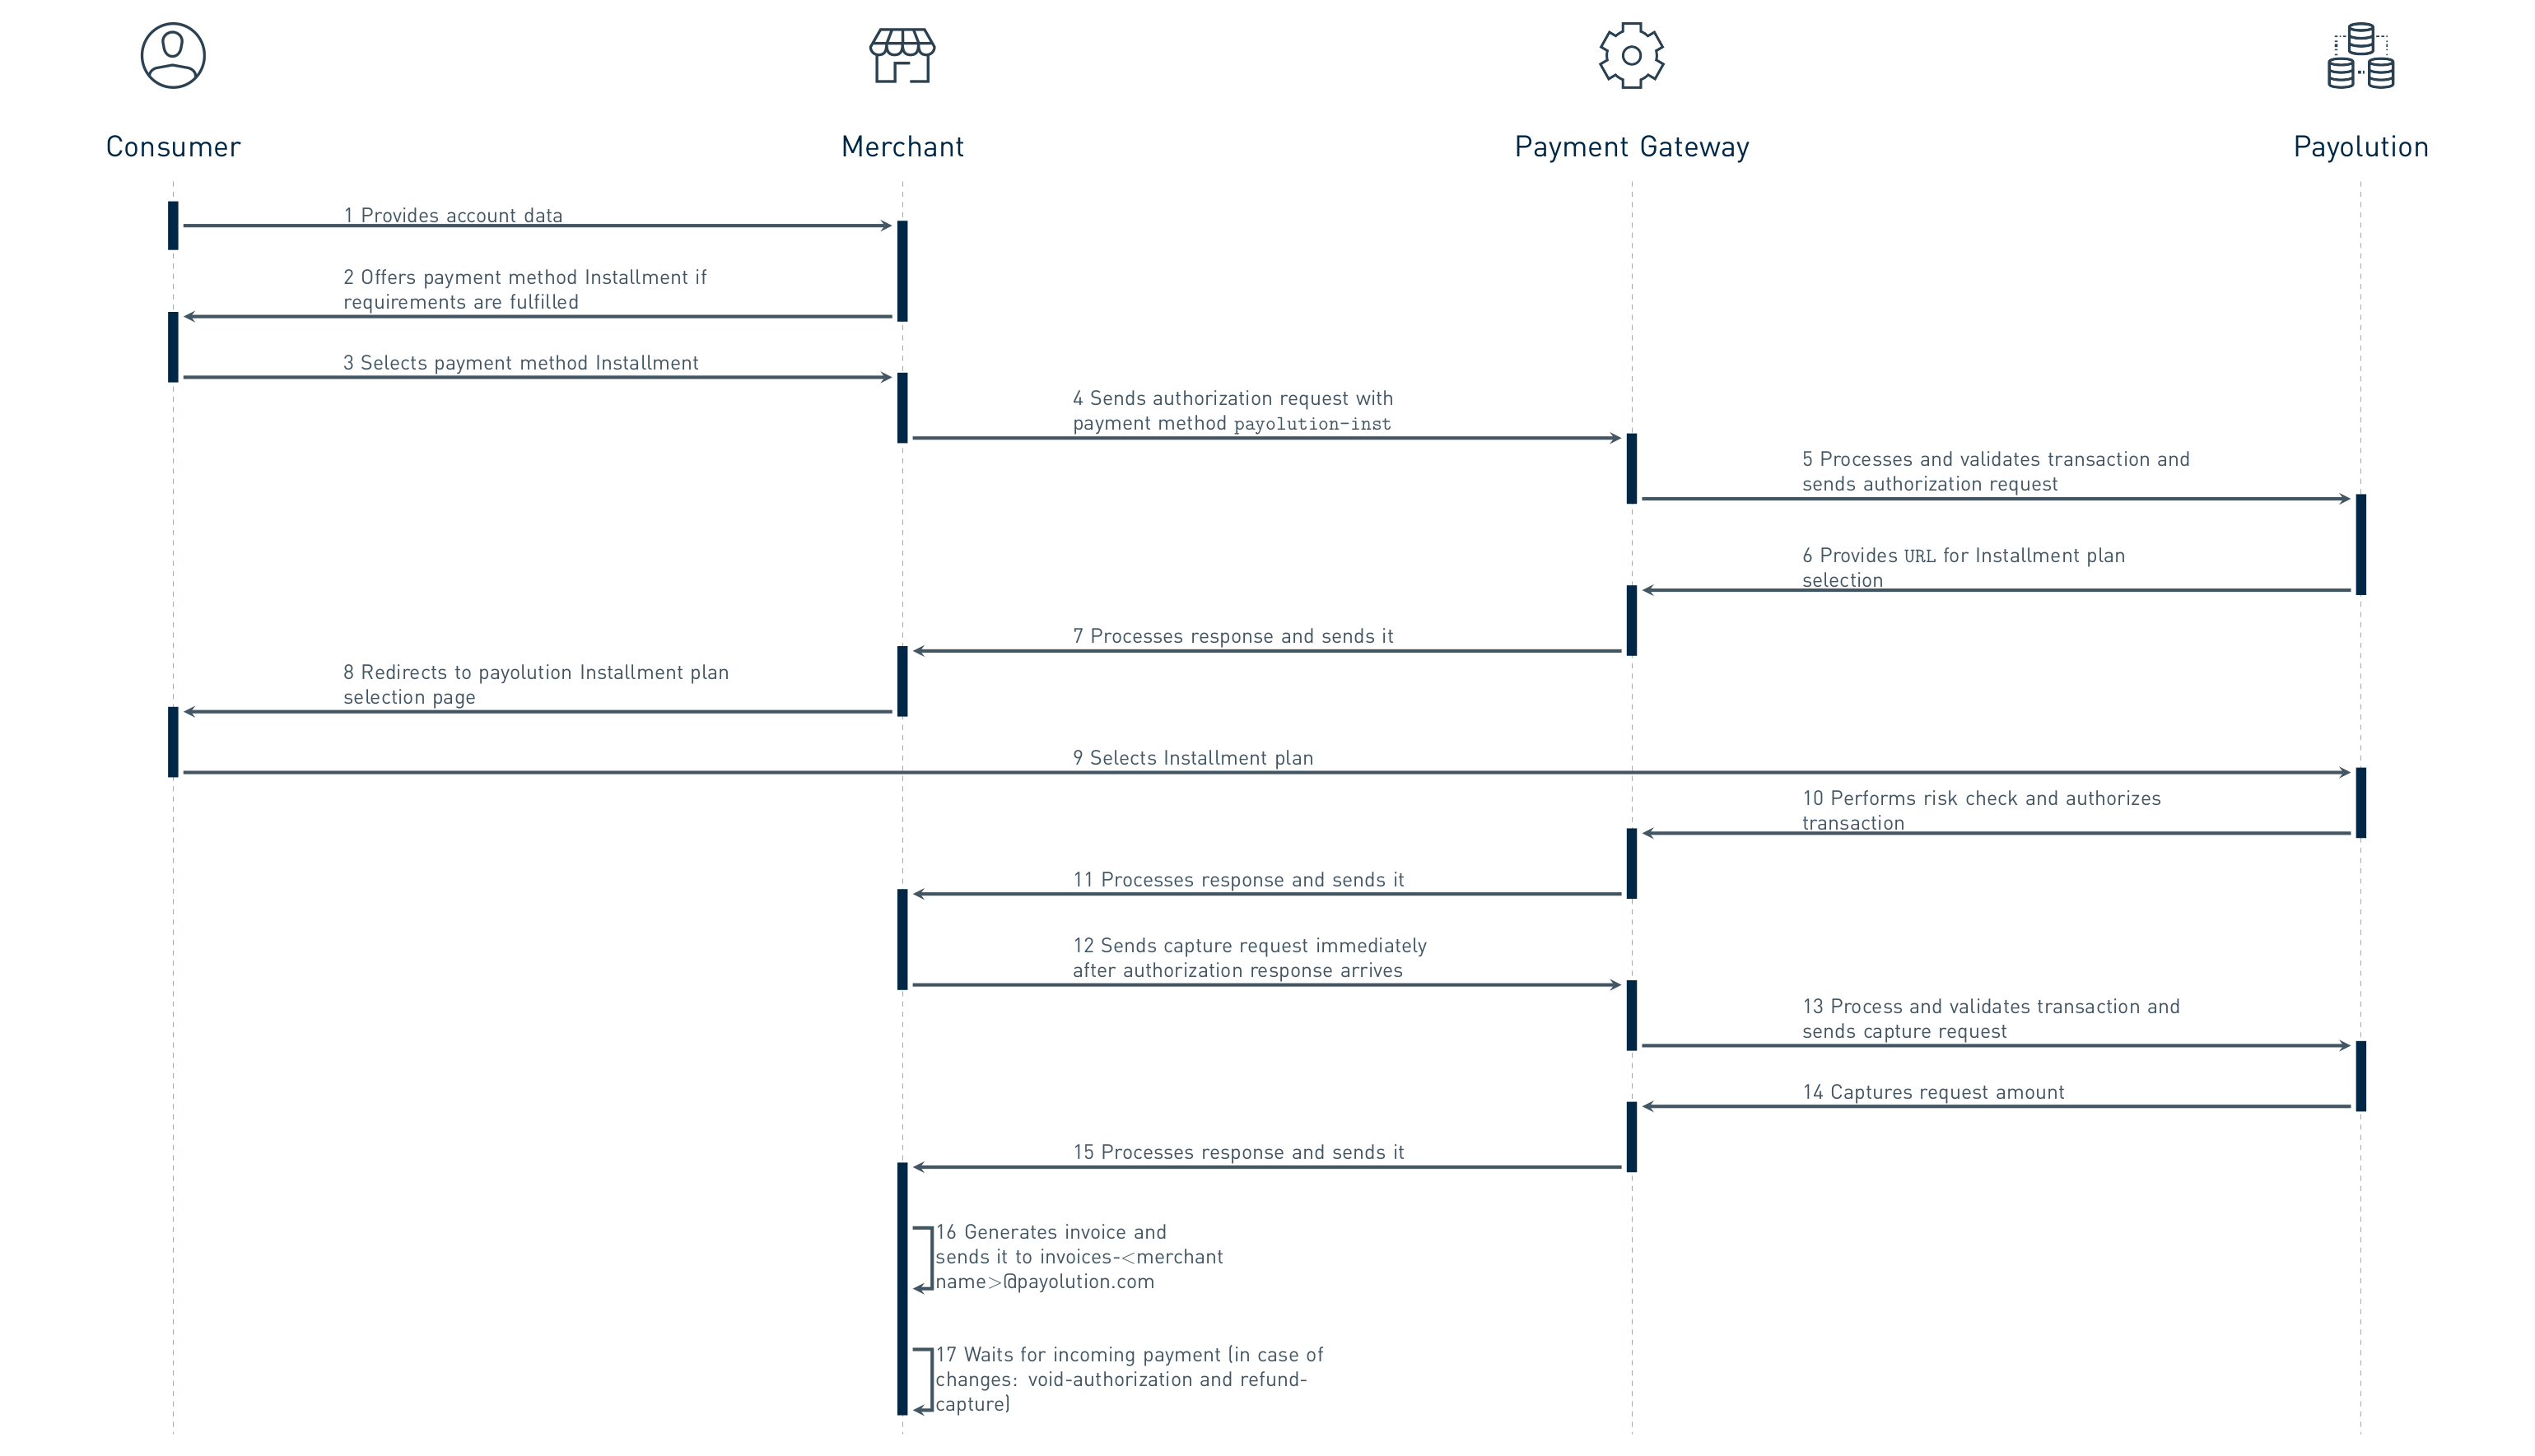 Consumer
Merchant
Payment Gateway
Payolution
1 Provides account data
2 Offers payment method Installment if
requirements are fulfilled
3 Selects payment method Installment
4 Sends authorization request with
payment method payolution-inst
5 Processes and validates transaction and
sends authorization request
6 Provides URL for Installment plan
selection
7 Processes response and sends it
8 Redirects to payolution Installment plan
selection page
9 Selects Installment plan
10 Performs risk check and authorizes
transaction
11 Processes response and sends it
12 Sends capture request immediately
after authorization response arrives
13 Process and validates transaction and
sends capture request
14 Captures request amount
15 Processes response and sends it
16 Generates invoice and
sends it to invoices-<merchant
name>@payolution.com
17 Waits for incoming payment (in case of
changes: void-authorization and refund-
capture)